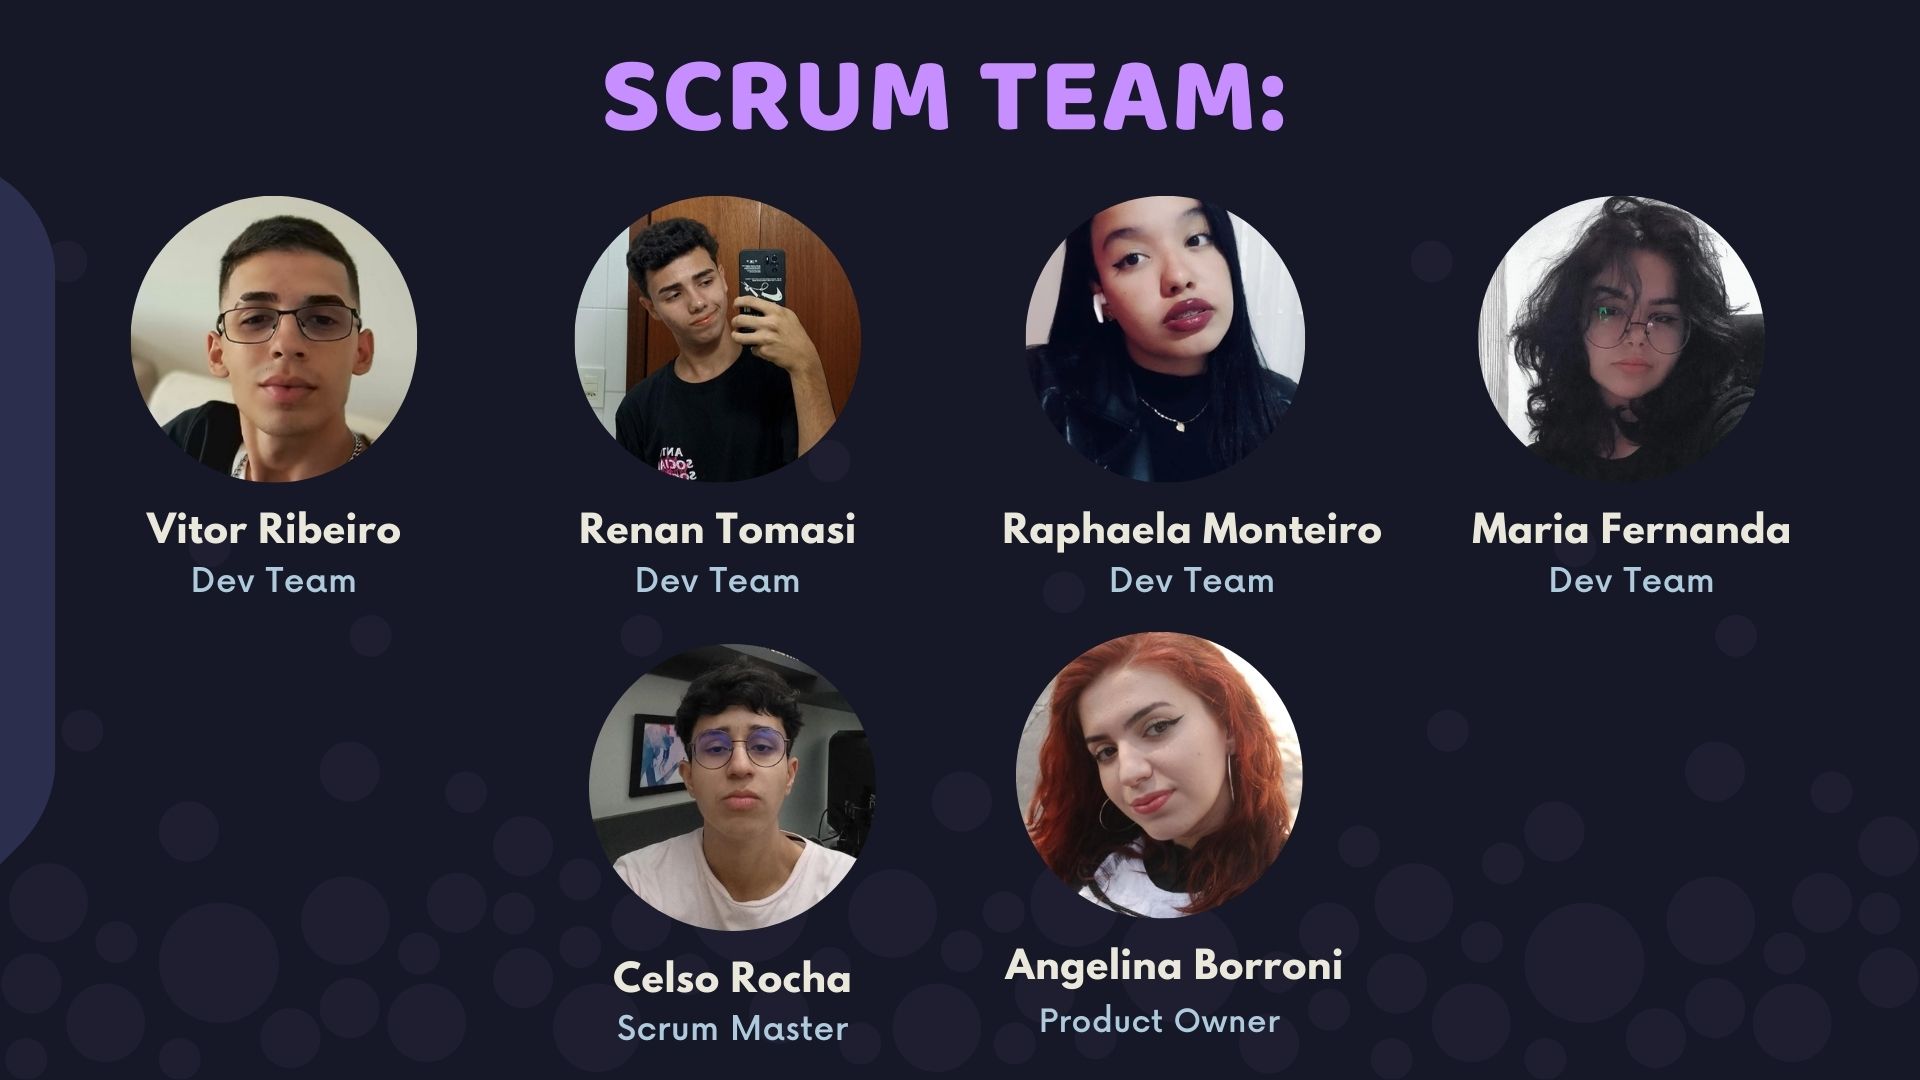 SCRUM TEAM:
Vitor Ribeiro
Dev Team
Renan Tomasi
Dev Team
Raphaela Monteiro
Dev Team
Maria Fernanda
Dev Team
Celso Rocha
Scrum Master
Angelina Borroni
Product Owner